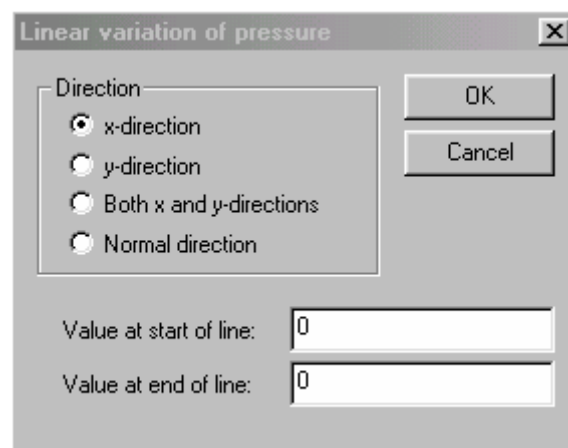 Linear variation of pressure
Direction
x-direction
y-direction
Both x and y-directions
Normal direction
OK
Cancel
Value at start of line: 0
Value at end of line: 0